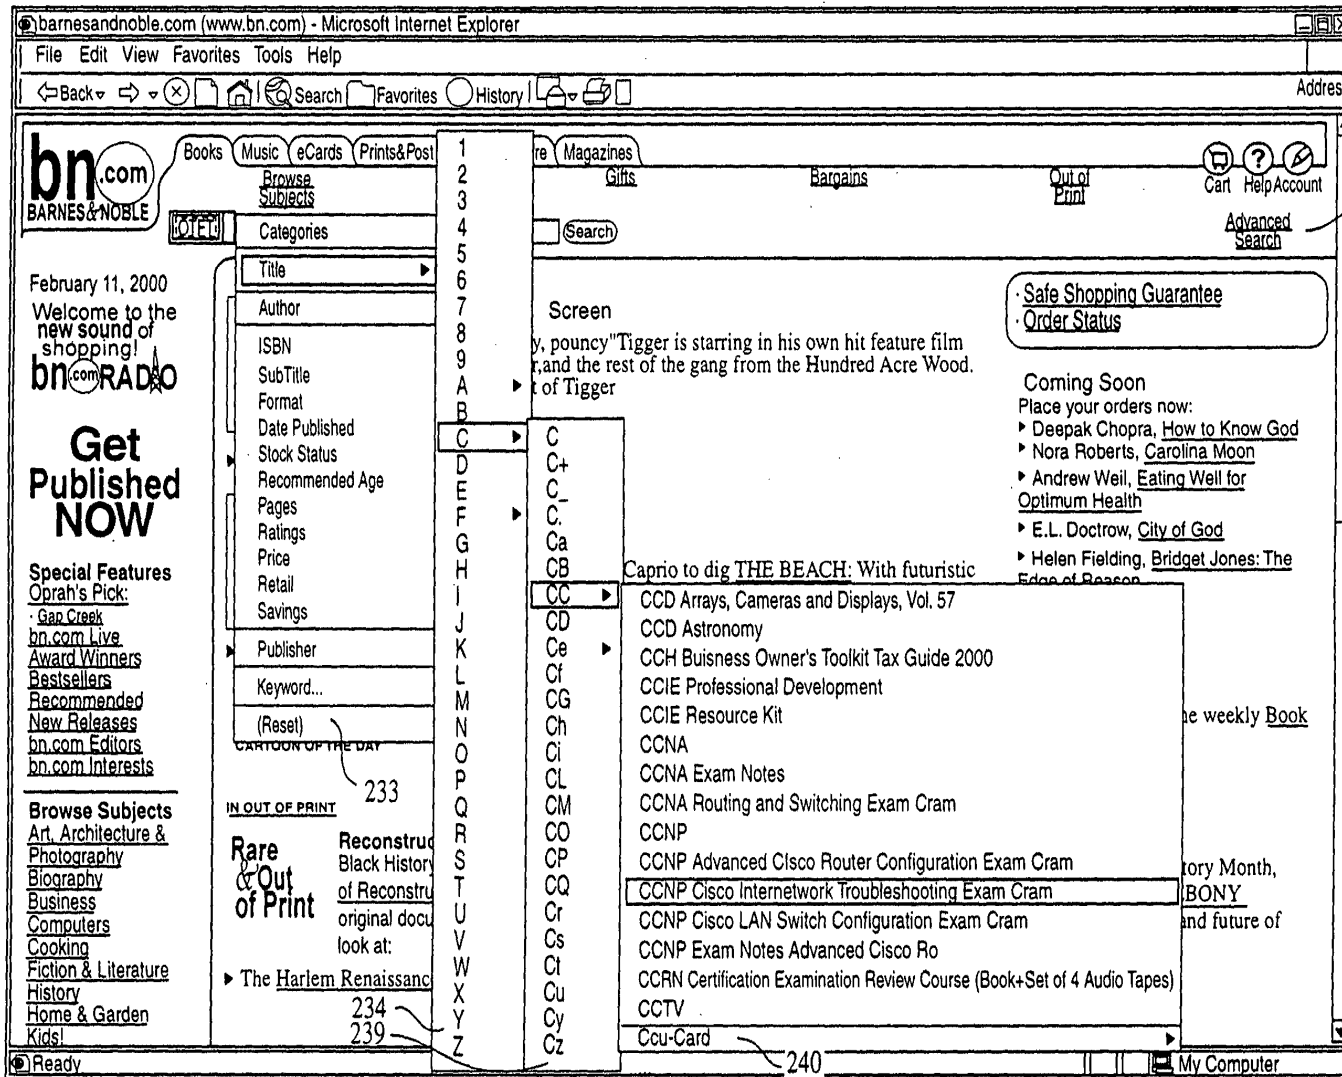 barnesandnoble.com (www.bn.com) - Microsoft Internet Explorer
File Edit View Favorites Tools Help
Back Search Favorites History Addres
bn.com
BARNES&NOBLE
Books Music eCards Prints&Post re Magazines
Browse Subjects
Gifts
Bargains
Out of Print
Cart Help Account
Search
Advanced Search
February 11, 2000
Welcome to the
new sound of
shopping!
bn.com RADIO
Get
Published
NOW
Special Features
Oprah's Pick:
· Gap Creek
bn.com Live
Award Winners
Bestsellers
Recommended
New Releases
bn.com Editors
bn.com Interests
Browse Subjects
Art, Architecture &
Photography
Biography
Business
Computers
Cooking
Fiction & Literature
History
Home & Garden
Kids!
Categories
Title
Author
ISBN
SubTitle
Format
Date Published
Stock Status
Recommended Age
Pages
Ratings
Price
Retail
Savings
Publisher
Keyword...
(Reset)
CARTOON OF THE DAY
233
IN OUT OF PRINT
Rare
& Out
of Print
Reconstruc
Black History
of Reconstru
original docu
look at:
The Harlem Renaissanc
234
239
1
2
3
4
5
6
7
8
9
A
B
C
D
E
F
G
H
I
J
K
L
M
N
O
P
Q
R
S
T
U
V
W
X
Y
Z
C
C+
C_
C.
Ca
CB
CC
CD
Ce
Cf
CG
Ch
Ci
CL
CM
CO
CP
CQ
Cr
Cs
Ct
Cu
Cy
Cz
Screen
y, pouncy"Tigger is starring in his own hit feature film
r,and the rest of the gang from the Hundred Acre Wood.
t of Tigger
Caprio to dig THE BEACH: With futuristic
CCD Arrays, Cameras and Displays, Vol. 57
CCD Astronomy
CCH Buisness Owner's Toolkit Tax Guide 2000
CCIE Professional Development
CCIE Resource Kit
CCNA
CCNA Exam Notes
CCNA Routing and Switching Exam Cram
CCNP
CCNP Advanced CIsco Router Configuration Exam Cram
CCNP Cisco Internetwork Troubleshooting Exam Cram
CCNP Cisco LAN Switch Configuration Exam Cram
CCNP Exam Notes Advanced Cisco Ro
CCRN Certification Examination Review Course (Book+Set of 4 Audio Tapes)
CCTV
Ccu-Card
240
· Safe Shopping Guarantee
· Order Status
Coming Soon
Place your orders now:
Deepak Chopra, How to Know God
Nora Roberts, Carolina Moon
Andrew Weil, Eating Well for
Optimum Health
E.L. Doctrow, City of God
Helen Fielding, Bridget Jones: The
Edge of Reason
ne weekly Book
tory Month,
EBONY
and future of
Ready
My Computer